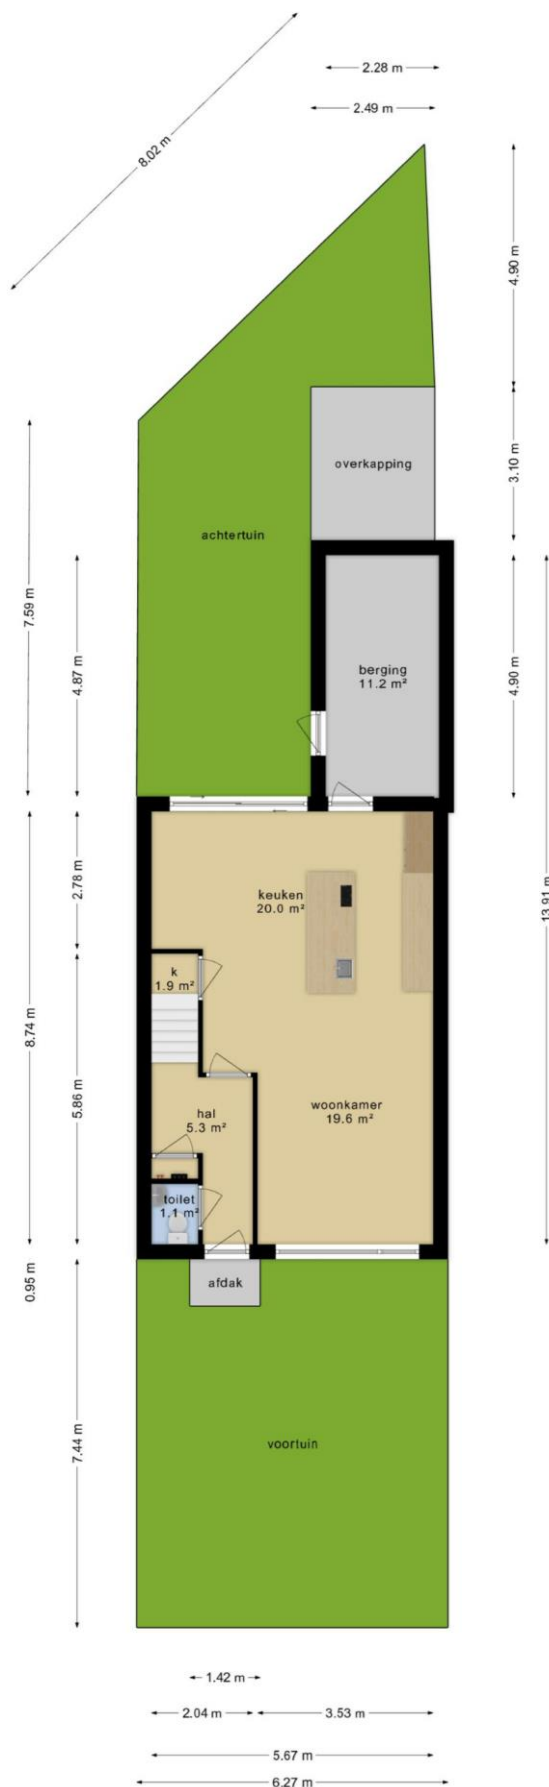 2.28 m
2.49 m
8.02 m
4.90 m
overkapping
3.10 m
achtertuin
7.59 m
4.87 m
berging
11.2 m²
4.90 m
13.91 m
2.78 m
keuken
20.0 m²
k
1.9 m²
8.74 m
5.86 m
hal
5.3 m²
woonkamer
19.6 m²
toilet
1.1 m²
0.95 m
afdak
7.44 m
voortuin
1.42 m
2.04 m
3.53 m
5.67 m
6.27 m